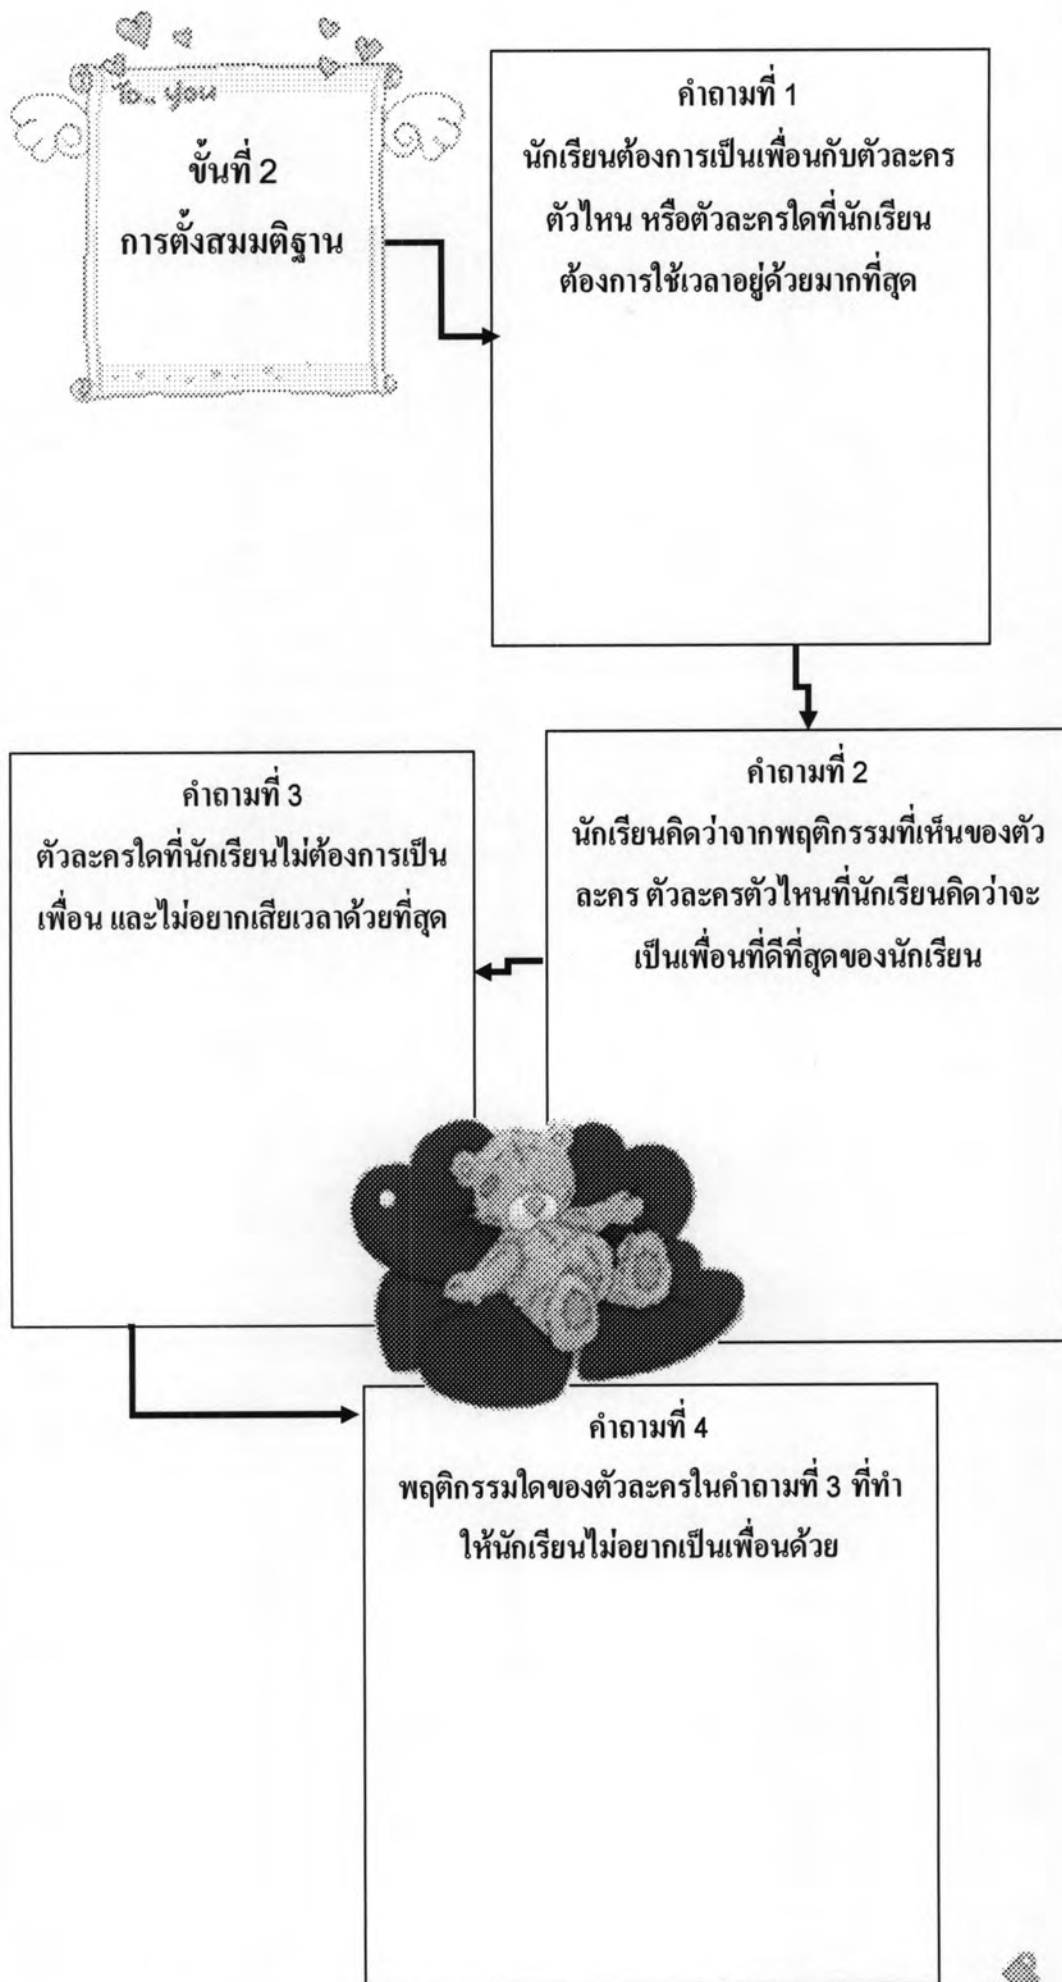 To.. you
ขั้นที่ 2
การตั้งสมมติฐาน
คำถามที่ 1
นักเรียนต้องการเป็นเพื่อนกับตัวละคร
ตัวไหน หรือตัวละครใดที่นักเรียน
ต้องการใช้เวลาอยู่ด้วยมากที่สุด
คำถามที่ 2
นักเรียนคิดว่าจากพฤติกรรมที่เห็นของตัว
ละคร ตัวละครตัวไหนที่นักเรียนคิดว่าจะ
เป็นเพื่อนที่ดีที่สุดของนักเรียน
คำถามที่ 3
ตัวละครใดที่นักเรียนไม่ต้องการเป็น
เพื่อน และไม่อยากเสียเวลาด้วยที่สุด
คำถามที่ 4
พฤติกรรมใดของตัวละครในคำถามที่ 3 ที่ทำ
ให้นักเรียนไม่อยากเป็นเพื่อนด้วย